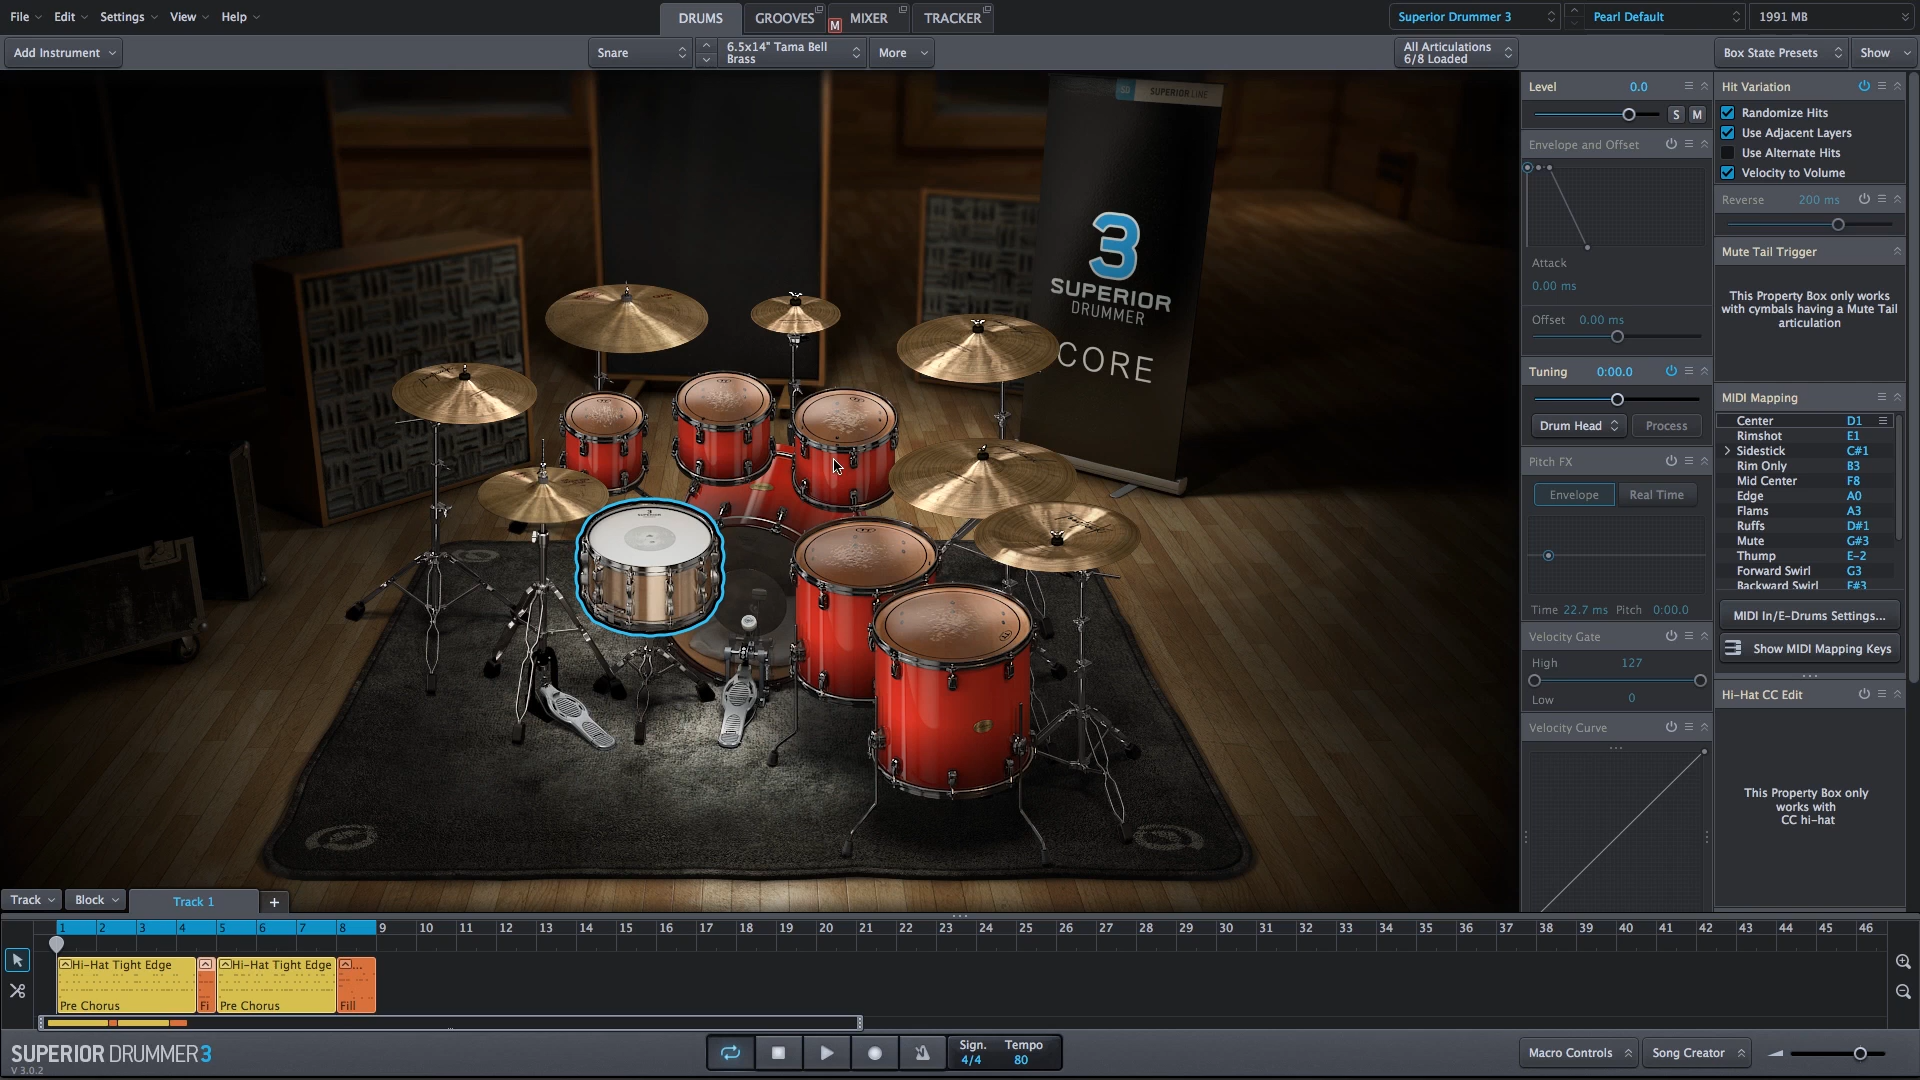 File Edit Settings View Help
DRUMS GROOVES M MIXER TRACKER
Superior Drummer 3 Pearl Default 1991 MB
Add Instrument
Snare
6.5x14" Tama Bell
Brass
More
All Articulations
6/8 Loaded
Box State Presets Show
SUPERIOR LINE
3
SUPERIOR
DRUMMER
CORE
Level 0.0
S M
Envelope and Offset
Attack
0.00 ms
Offset 0.00 ms
Tuning 0:00.0
Drum Head Process
Pitch FX
Envelope Real Time
Time 22.7 ms Pitch 0:00.0
Velocity Gate
High 127
Low 0
Velocity Curve
Hit Variation
Randomize Hits
Use Adjacent Layers
Use Alternate Hits
Velocity to Volume
Reverse 200 ms
Mute Tail Trigger
This Property Box only works
with cymbals having a Mute Tail
articulation
MIDI Mapping
Center D1
Rimshot E1
Sidestick C#1
Rim Only B3
Mid Center F8
Edge A0
Flams A3
Ruffs D#1
Mute G#3
Thump E-2
Forward Swirl G3
Backward Swirl F#3
MIDI In/E-Drums Settings...
Show MIDI Mapping Keys
Hi-Hat CC Edit
This Property Box only
works with
CC hi-hat
Track Block Track 1 +
1 2 3 4 5 6 7 8 9 10 11 12 13 14 15 16 17 18 19 20 21 22 23 24 25 26 27 28 29 30 31 32 33 34 35 36 37 38 39 40 41 42 43 44 45 46
Hi-Hat Tight Edge Hi-Hat Tight Edge ...
Pre Chorus Fi Pre Chorus Fill
SUPERIOR DRUMMER 3
V 3.0.2
Sign. Tempo
4/4 80
Macro Controls Song Creator